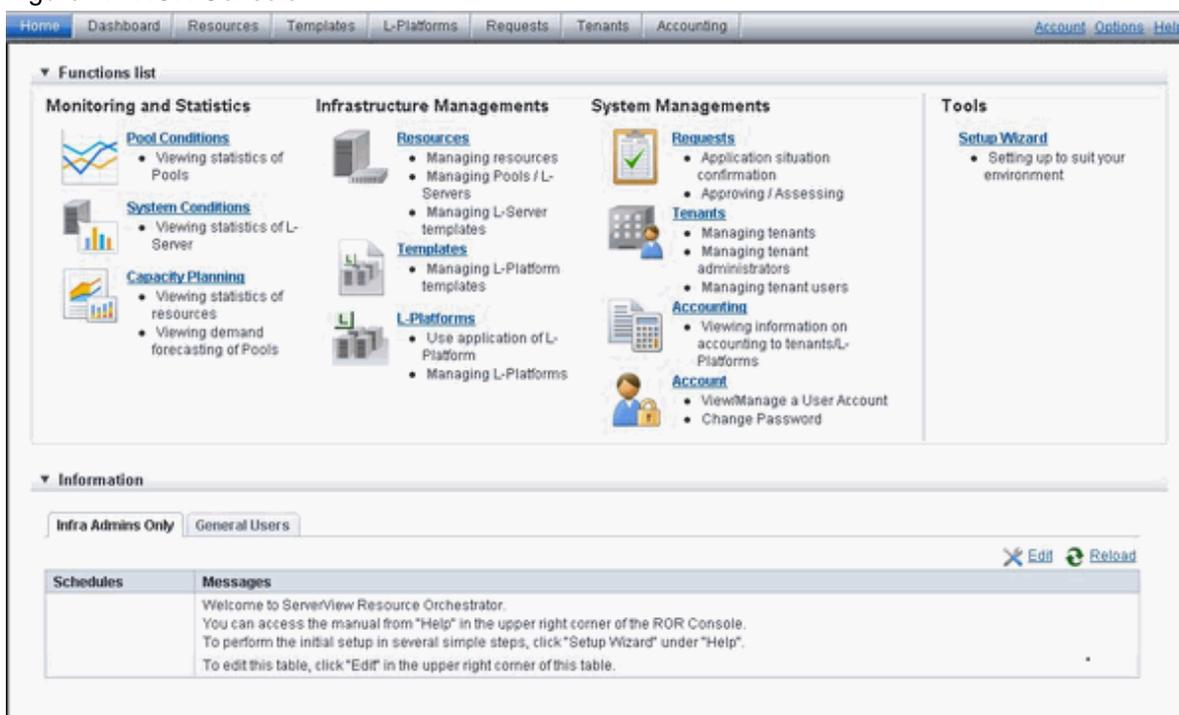 Home Dashboard Resources Templates L-Platforms Requests Tenants Accounting Account Options Help
Functions list
Monitoring and Statistics
Pool Conditions
• Viewing statistics of
Pools
System Conditions
• Viewing statistics of L-
Server
Capacity Planning
• Viewing statistics of
resources
• Viewing demand
forecasting of Pools
Infrastructure Managements
Resources
• Managing resources
• Managing Pools / L-
Servers
• Managing L-Server
templates
Templates
• Managing L-Platform
templates
L-Platforms
• Use application of L-
Platform
• Managing L-Platforms
System Managements
Requests
• Application situation
confirmation
• Approving / Assessing
Tenants
• Managing tenants
• Managing tenant
administrators
• Managing tenant users
Accounting
• Viewing information on
accounting to tenants/L-
Platforms
Account
• View/Manage a User Account
• Change Password
Tools
Setup Wizard
• Setting up to suit your
environment
Information
Infra Admins Only General Users
Edit Reload
Schedules Messages
Welcome to ServerView Resource Orchestrator.
You can access the manual from "Help" in the upper right corner of the ROR Console.
To perform the initial setup in several simple steps, click "Setup Wizard" under "Help".
To edit this table, click "Edit" in the upper right corner of this table.